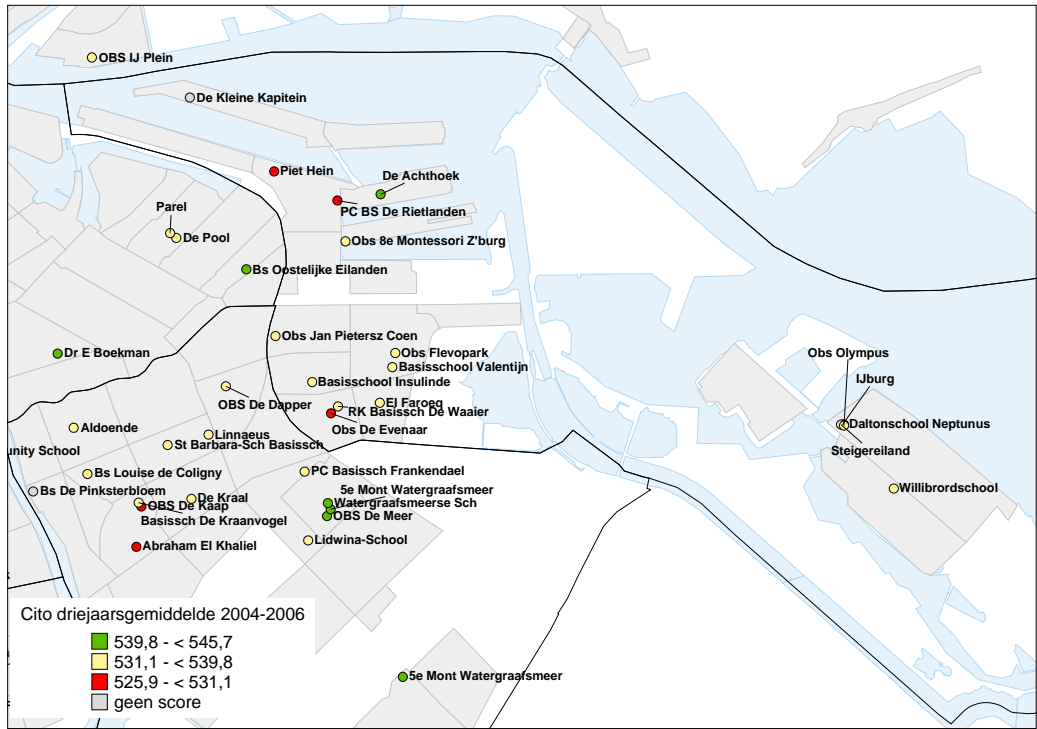 OBS IJ Plein
De Kleine Kapitein
Piet Hein
De Achthoek
PC BS De Rietlanden
Parel
De Pool
Obs 8e Montessori Z'burg
Bs Oostelijke Eilanden
Obs Jan Pietersz Coen
Dr E Boekman
Obs Flevopark
Basisschool Valentijn
Obs Olympus
IJburg
Basisschool Insulinde
OBS De Dapper
El Faroeq
RK Basissch De Waaier
Obs De Evenaar
Daltonschool Neptunus
Steigereiland
Aldoende
Linnaeus
St Barbara-Sch Basissch
unity School
Bs Louise de Coligny
PC Basissch Frankendael
Willibrordschool
Bs De Pinksterbloem
5e Mont Watergraafsmeer
De Kraal
OBS De Kaap
Watergraafsmeerse Sch
Basissch De Kraanvogel
OBS De Meer
Abraham El Khaliel
Lidwina-School
Cito driejaarsgemiddelde 2004-2006
539,8 - < 545,7
531,1 - < 539,8
525,9 - < 531,1
geen score
5e Mont Watergraafsmeer